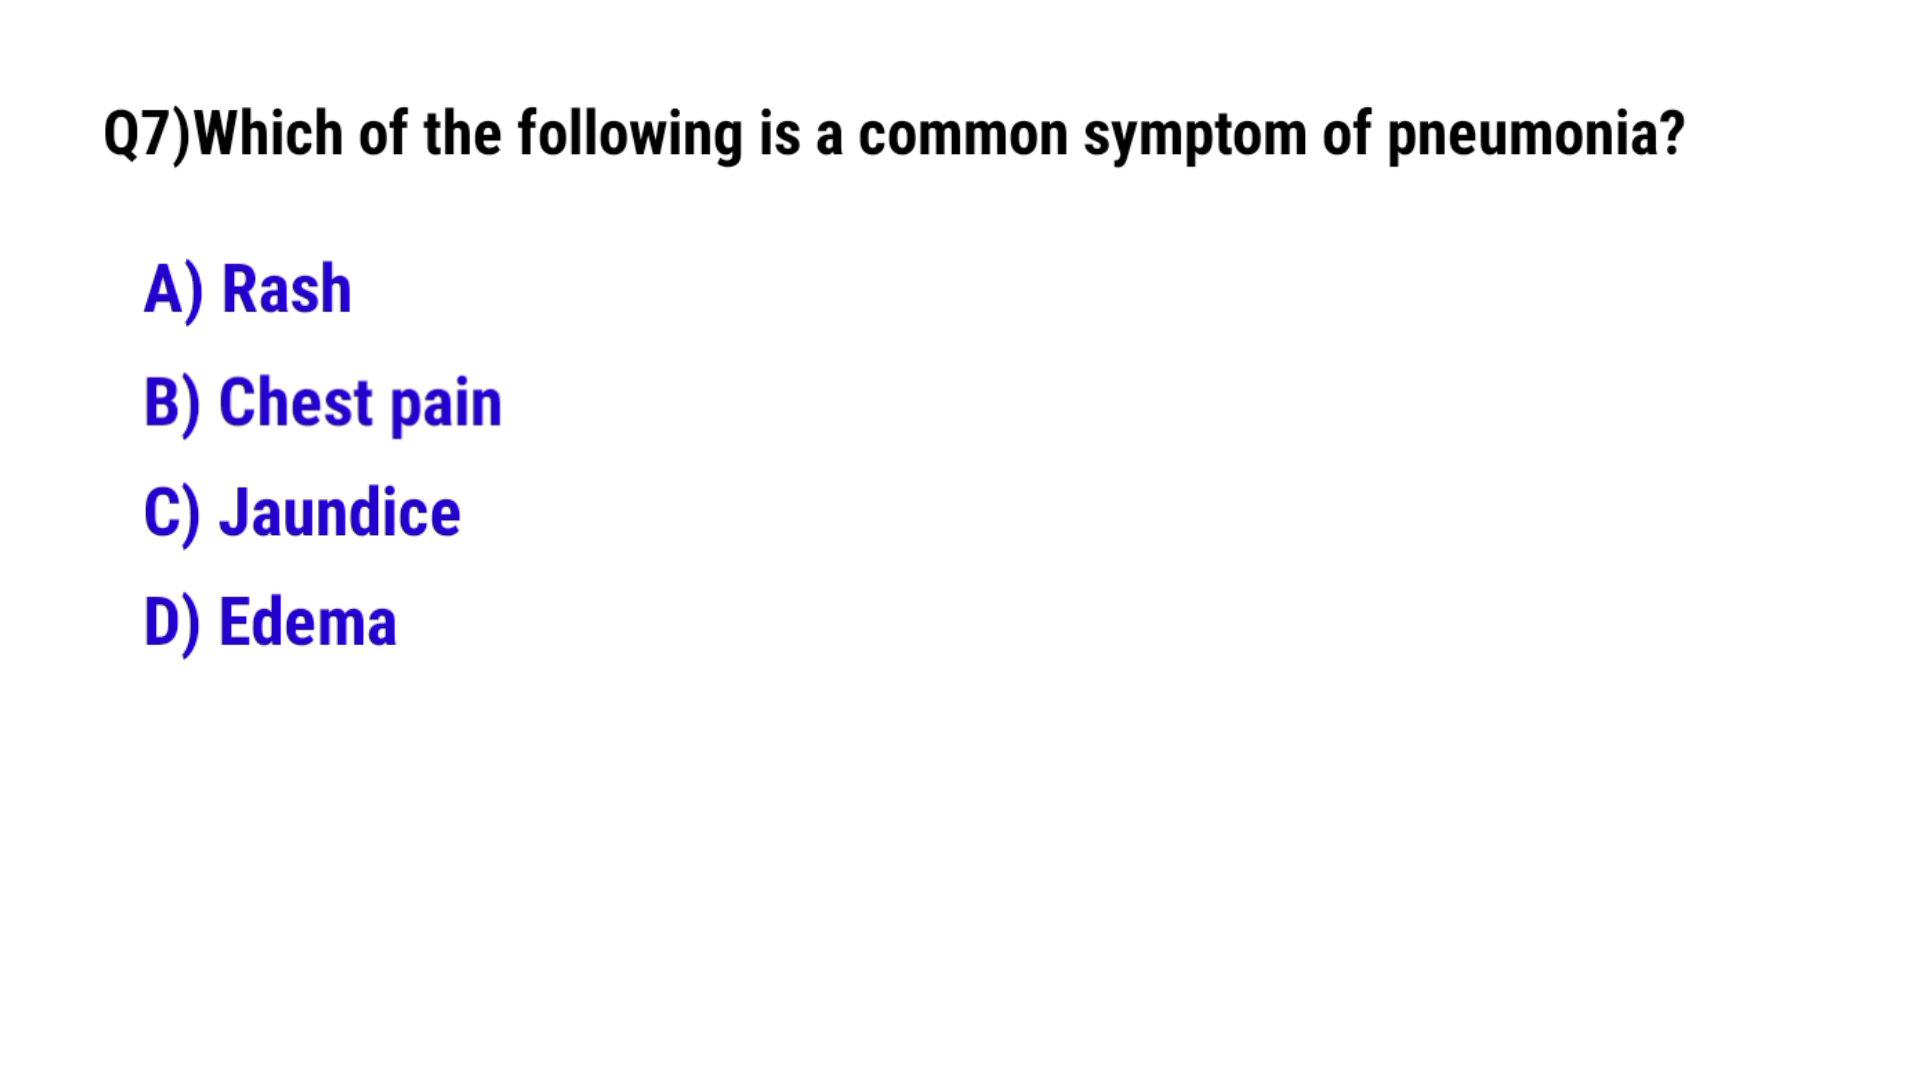 Q7)Which of the following is a common symptom of pneumonia?
A) Rash
B) Chest pain
C) Jaundice
D) Edema